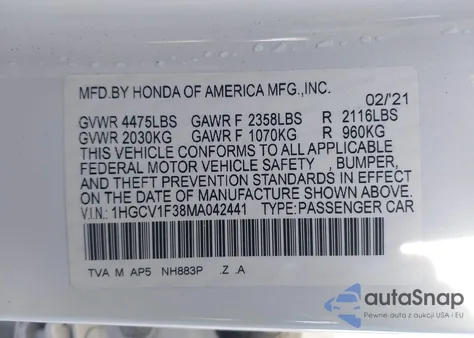 MFD.BY HONDA OF AMERICA MFG.,INC.
02/'21
GVWR 4475LBS GAWR F 2358LBS R 2116LBS
GVWR 2030KG GAWR F 1070KG R 960KG
THIS VEHICLE CONFORMS TO ALL APPLICABLE
FEDERAL MOTOR VEHICLE SAFETY , BUMPER,
AND THEFT PREVENTION STANDARDS IN EFFECT
ON THE DATE OF MANUFACTURE SHOWN ABOVE.
V.I.N.: 1HGCV1F38MA042441 TYPE:PASSENGER CAR
TVA M AP5 NH883P .Z .A
autoSnap
Pewne auta z aukcji USA i EU